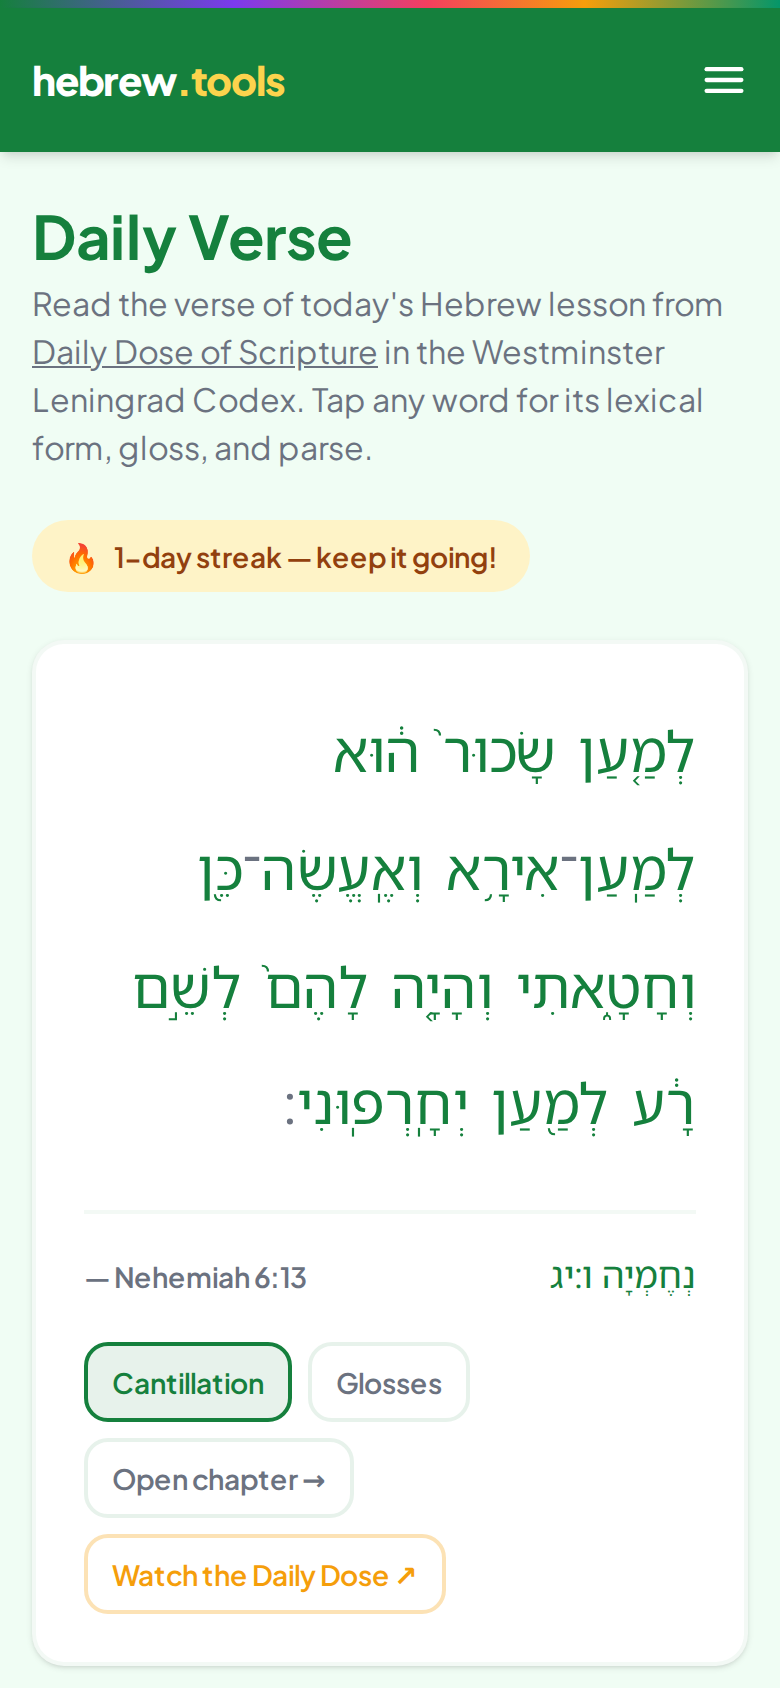 hebrew.tools
Daily Verse
Read the verse of today's Hebrew lesson from
Daily Dose of Scripture in the Westminster
Leningrad Codex. Tap any word for its lexical
form, gloss, and parse.
🔥 1-day streak — keep it going!
לְמַ֤עַן שָׂכוּר֙ ה֔וּא
לְמַֽעַן־אִירָ֥א וְאֶֽעֱשֶׂה־כֵּ֖ן
וְחָטָ֑אתִי וְהָיָ֤ה לָהֶם֙ לְשֵׁ֣ם
רָ֔ע לְמַ֖עַן יְחָֽרְפֽוּנִי׃
— Nehemiah 6:13
נְחֶמְיָה ו:יג
Cantillation
Glosses
Open chapter →
Watch the Daily Dose ↗